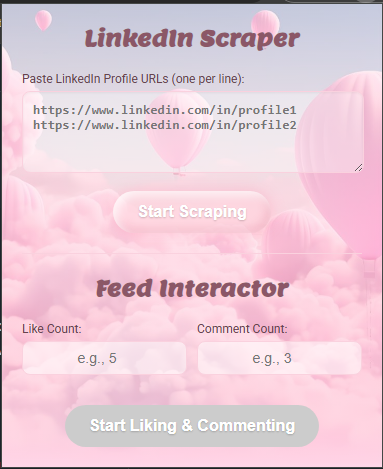 LinkedIn Scraper
Paste LinkedIn Profile URLs (one per line):
https://www.linkedin.com/in/profile1
https://www.linkedin.com/in/profile2
Start Scraping
Feed Interactor
Like Count: Comment Count:
e.g., 5 e.g., 3
Start Liking & Commenting